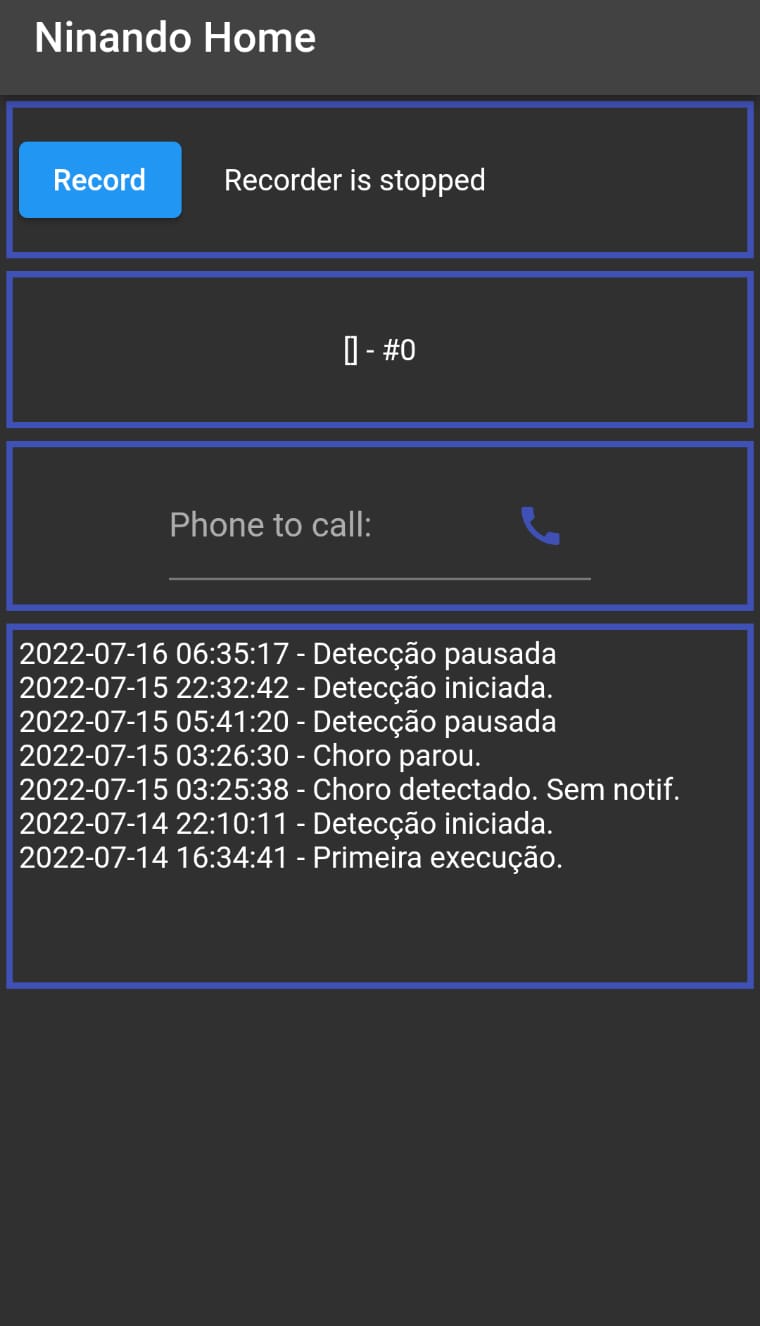 Ninando Home
Record
Recorder is stopped
[] - #0
Phone to call:
2022-07-16 06:35:17 - Detecção pausada
2022-07-15 22:32:42 - Detecção iniciada.
2022-07-15 05:41:20 - Detecção pausada
2022-07-15 03:26:30 - Choro parou.
2022-07-15 03:25:38 - Choro detectado. Sem notif.
2022-07-14 22:10:11 - Detecção iniciada.
2022-07-14 16:34:41 - Primeira execução.